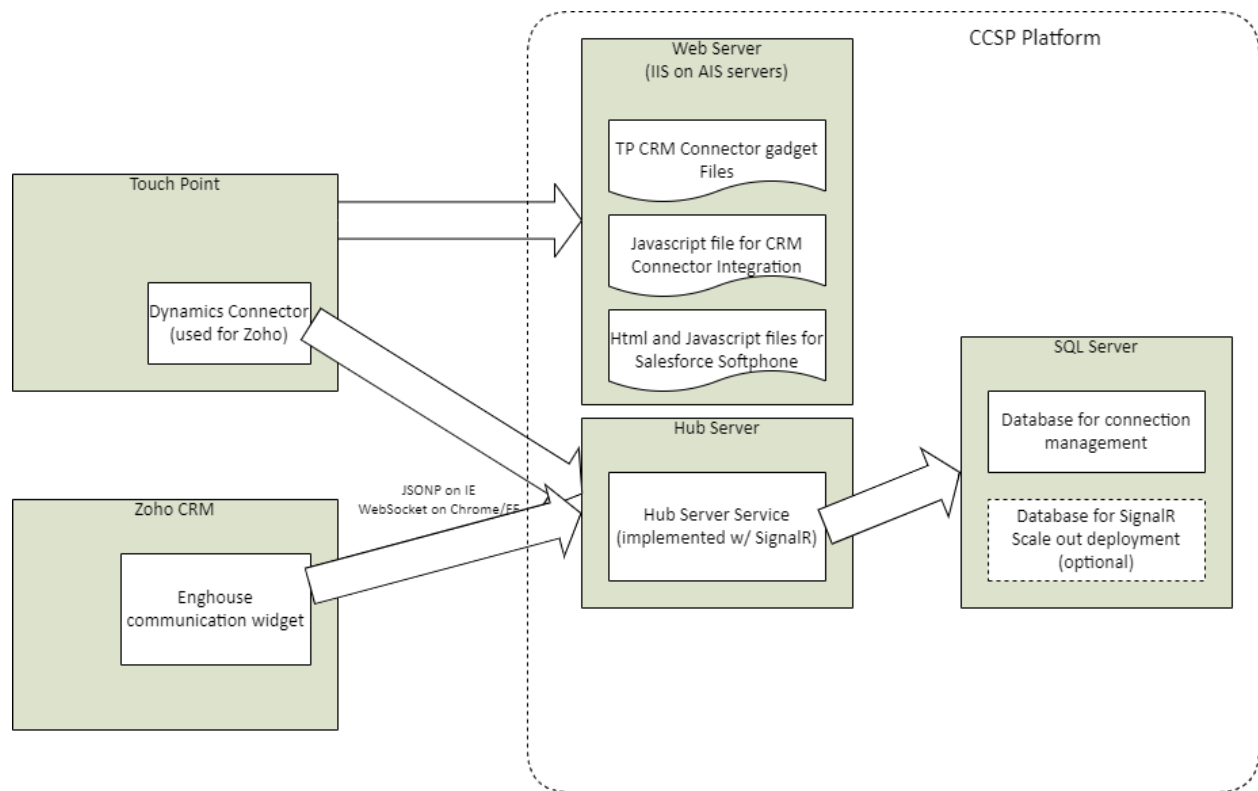 CCSP Platform
Web Server
(IIS on AIS servers)
TP CRM Connector gadget
Files
Javascript file for CRM
Connector Integration
Html and Javascript files for
Salesforce Softphone
Touch Point
Dynamics Connector
(used for Zoho)
Hub Server
Hub Server Service
(implemented w/ SignalR)
SQL Server
Database for connection
management
Database for SignalR
Scale out deployment
(optional)
JSONP on IE
WebSocket on Chrome/FF
Zoho CRM
Enghouse
communication widget